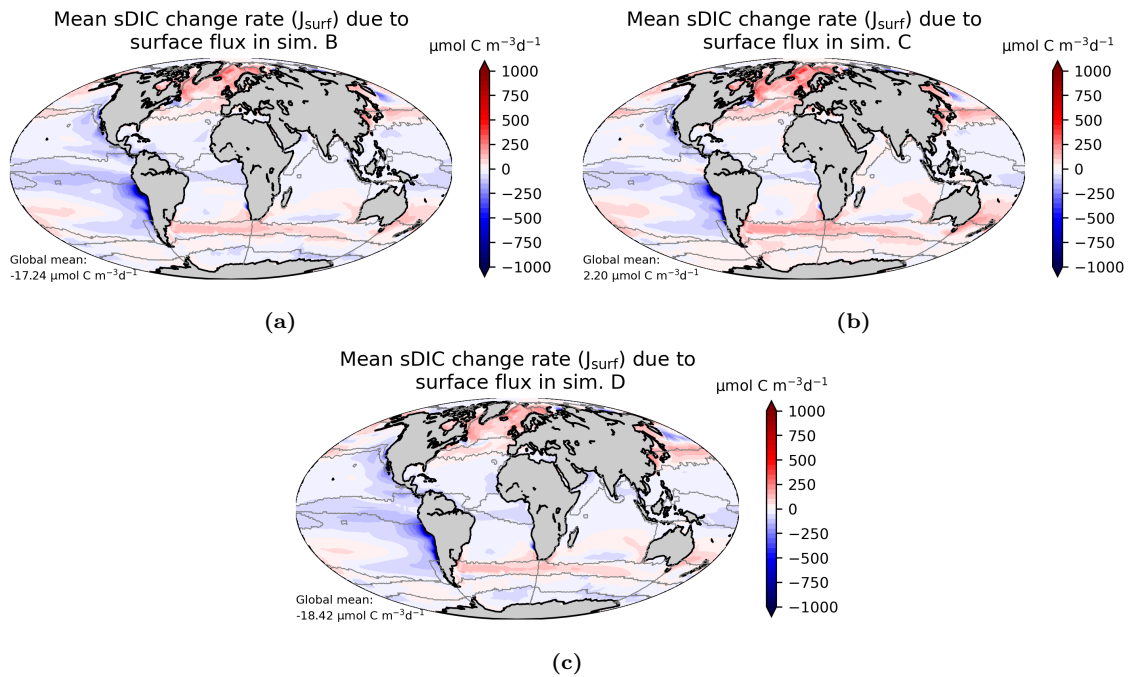 Mean sDIC change rate (J_surf) due to
surface flux in sim. B
μmol C m⁻³d⁻¹
1000
750
500
250
0
−250
−500
−750
−1000
Global mean:
-17.24 μmol C m⁻³d⁻¹
(a)
Mean sDIC change rate (J_surf) due to
surface flux in sim. C
μmol C m⁻³d⁻¹
1000
750
500
250
0
−250
−500
−750
−1000
Global mean:
2.20 μmol C m⁻³d⁻¹
(b)
Mean sDIC change rate (J_surf) due to
surface flux in sim. D
μmol C m⁻³d⁻¹
1000
750
500
250
0
−250
−500
−750
−1000
Global mean:
-18.42 μmol C m⁻³d⁻¹
(c)